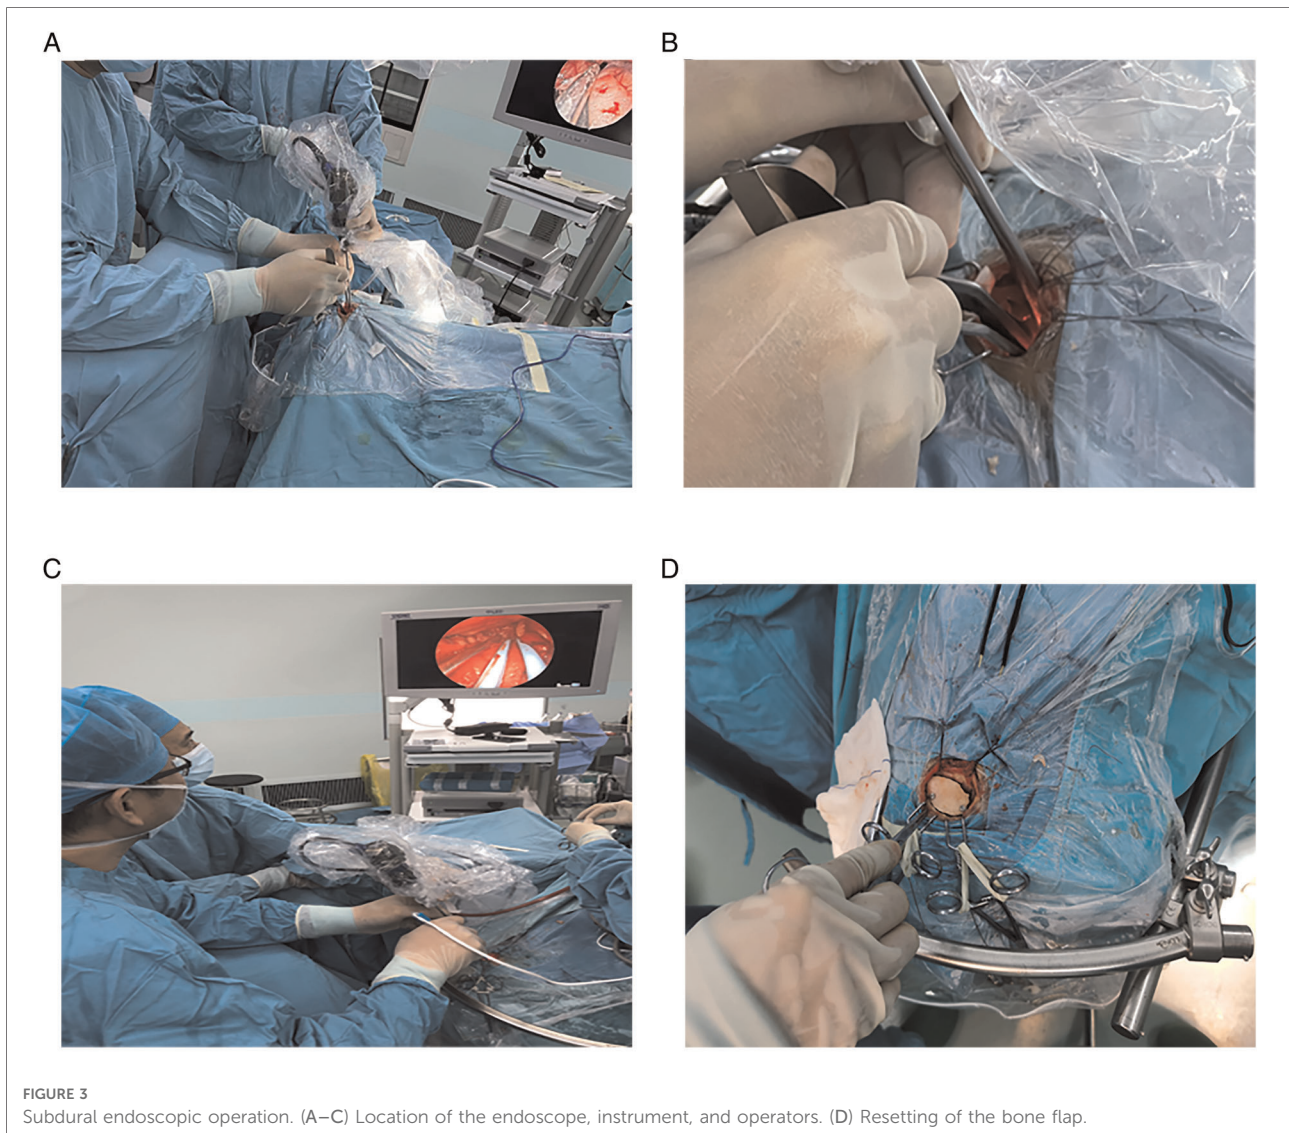 A
B
C
D
FIGURE 3
Subdural endoscopic operation. (A–C) Location of the endoscope, instrument, and operators. (D) Resetting of the bone flap.